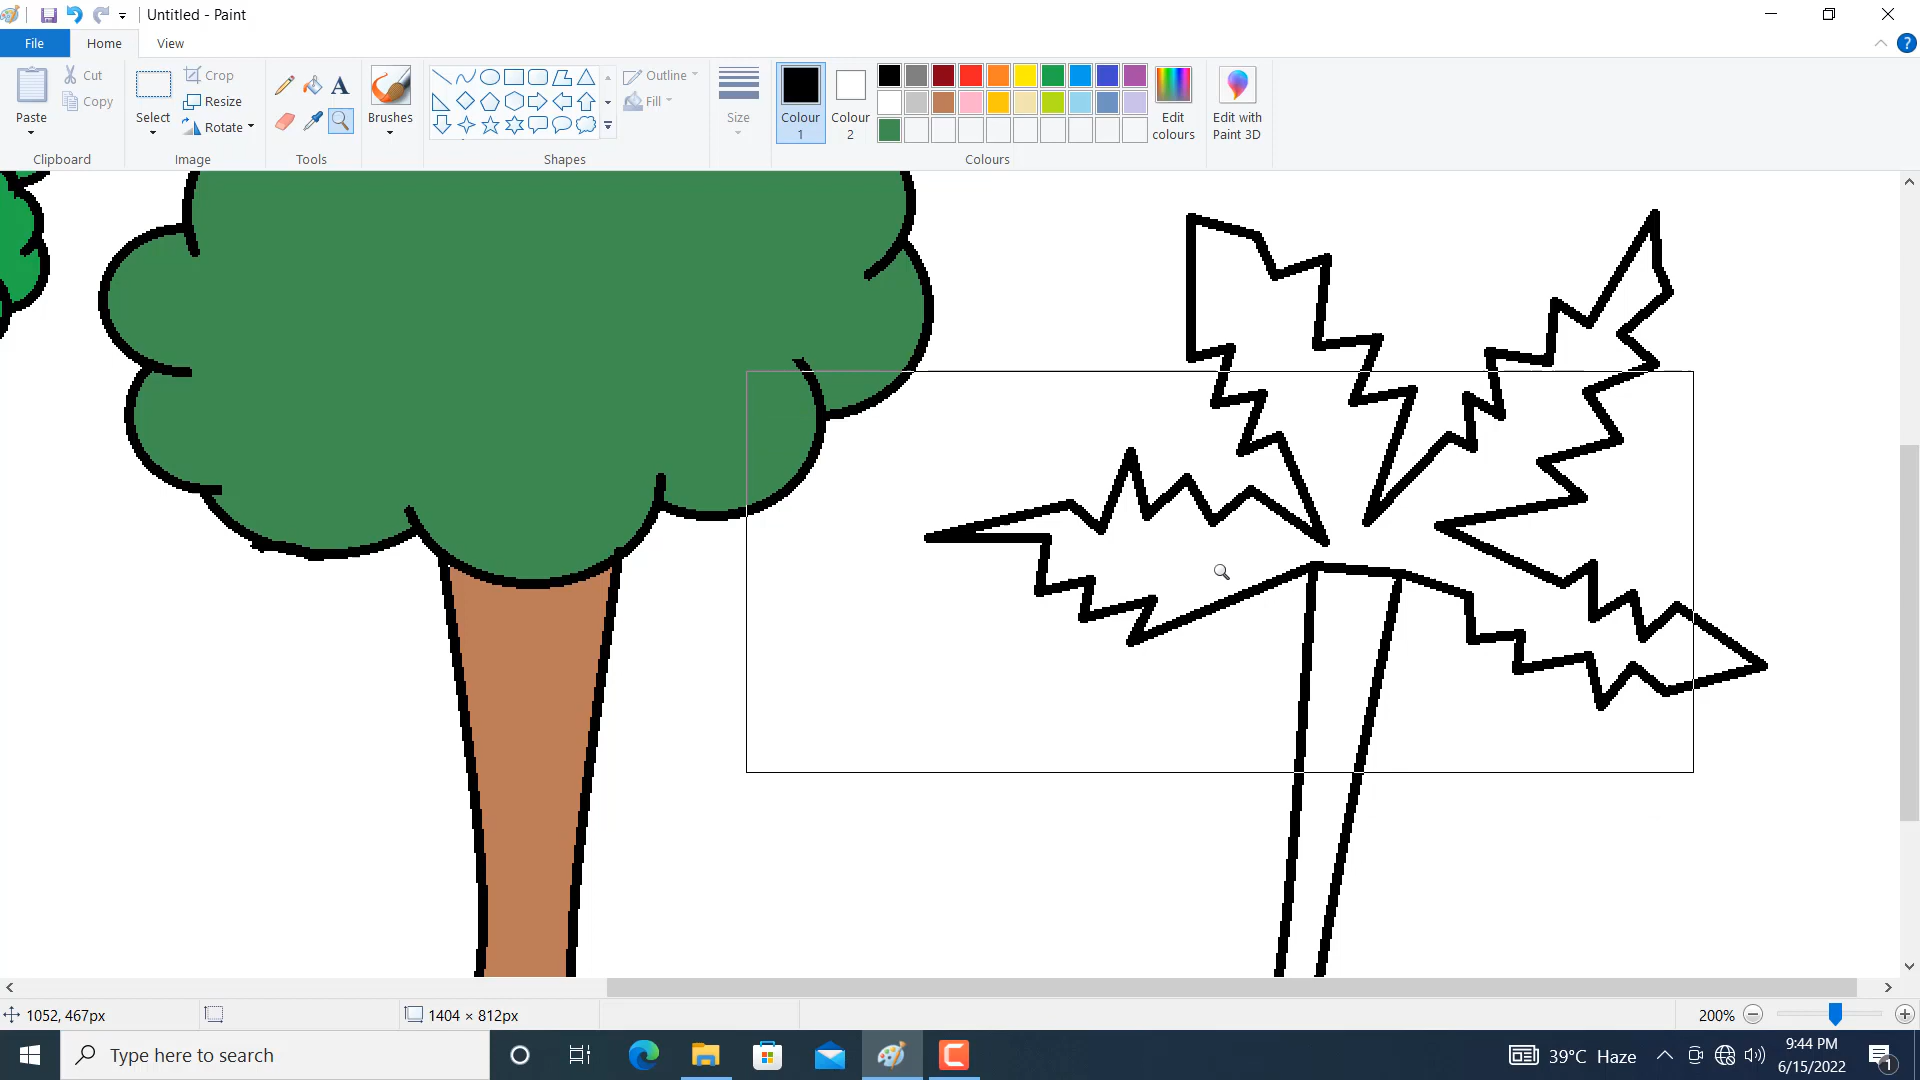 Untitled - Paint
File
Home
View
Paste
Cut
Copy
Clipboard
Select
Crop
Resize
Rotate
Image
A
Tools
Brushes
Shapes
Outline
Fill
Size
Colour 1
Colour 2
Edit colours
Colours
Edit with Paint 3D
1052, 467px
1404 × 812px
200%
Type here to search
39°C Haze
9:44 PM
6/15/2022
1